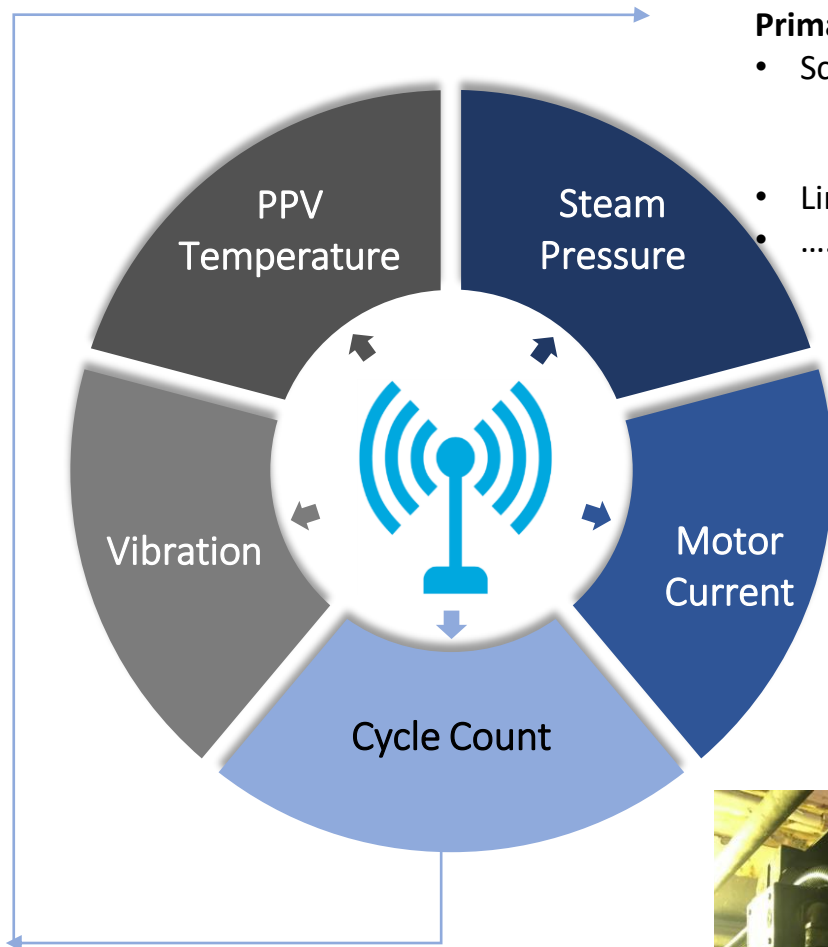 PPV
Temperature
Steam
Pressure
Vibration
Motor
Current
Cycle Count